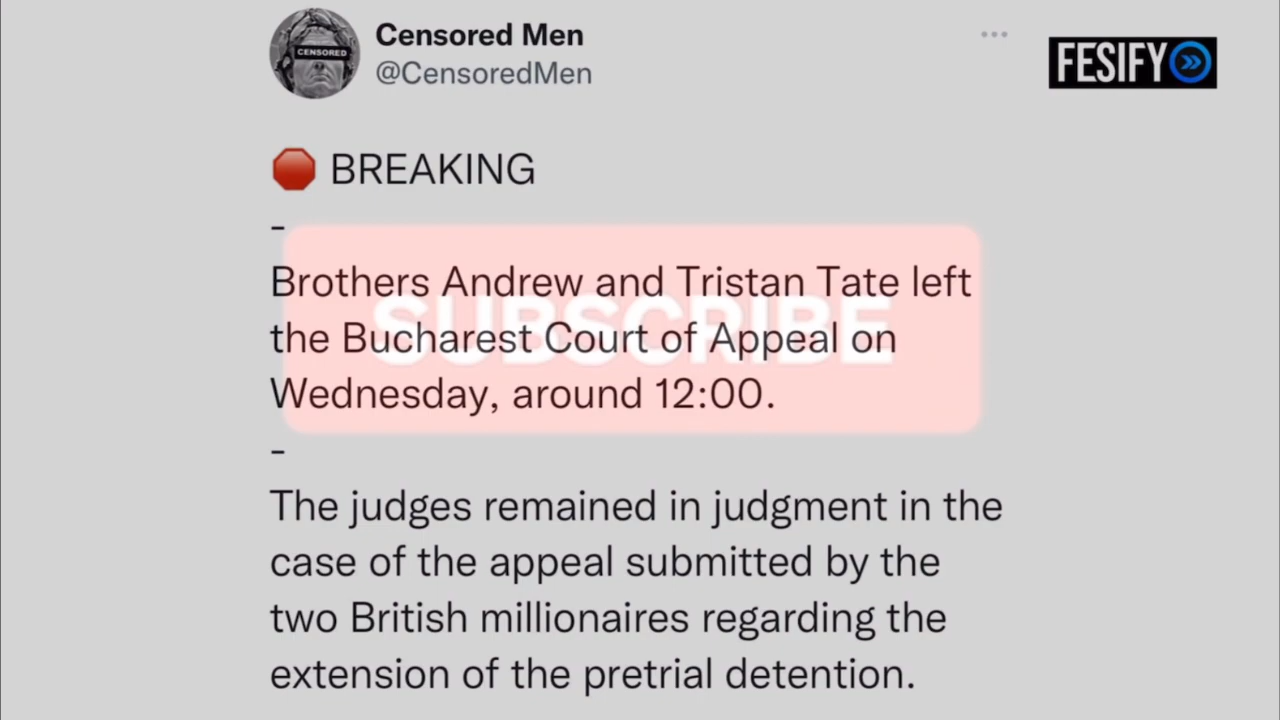 Censored Men
@CensoredMen
CENSORED
FESIFY
🛑 BREAKING
-
Brothers Andrew and Tristan Tate left
the Bucharest Court of Appeal on
Wednesday, around 12:00.
SUBSCRIBE
-
The judges remained in judgment in the
case of the appeal submitted by the
two British millionaires regarding the
extension of the pretrial detention.